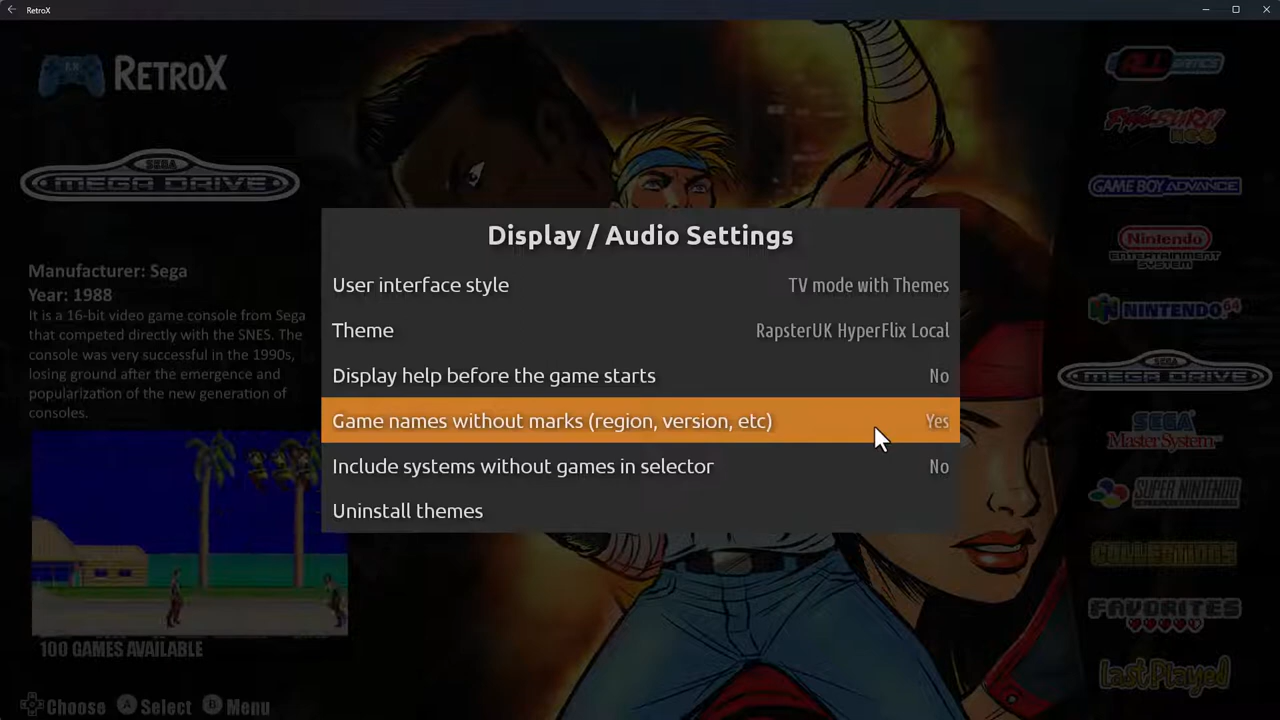 RetroX
RETROX
SEGA
MEGA DRIVE
Manufacturer: Sega
Year: 1988
It is a 16-bit video game console from Sega
that competed directly with the SNES. The
console was very successful in the 1990s,
losing ground after the emergence and
popularization of the new generation of
consoles.
100 GAMES AVAILABLE
Choose A Select B Menu
Display / Audio Settings
User interface style TV mode with Themes
Theme RapsterUK HyperFlix Local
Display help before the game starts No
Game names without marks (region, version, etc) Yes
Include systems without games in selector No
Uninstall themes
ALL GAMES
FINALBURN
NEO
GAME BOY ADVANCE
Nintendo
ENTERTAINMENT
SYSTEM
NINTENDO 64
SEGA
MEGA DRIVE
SEGA
Master System
SUPER NINTENDO
COLLECTIONS
FAVORITES
LastPlayed